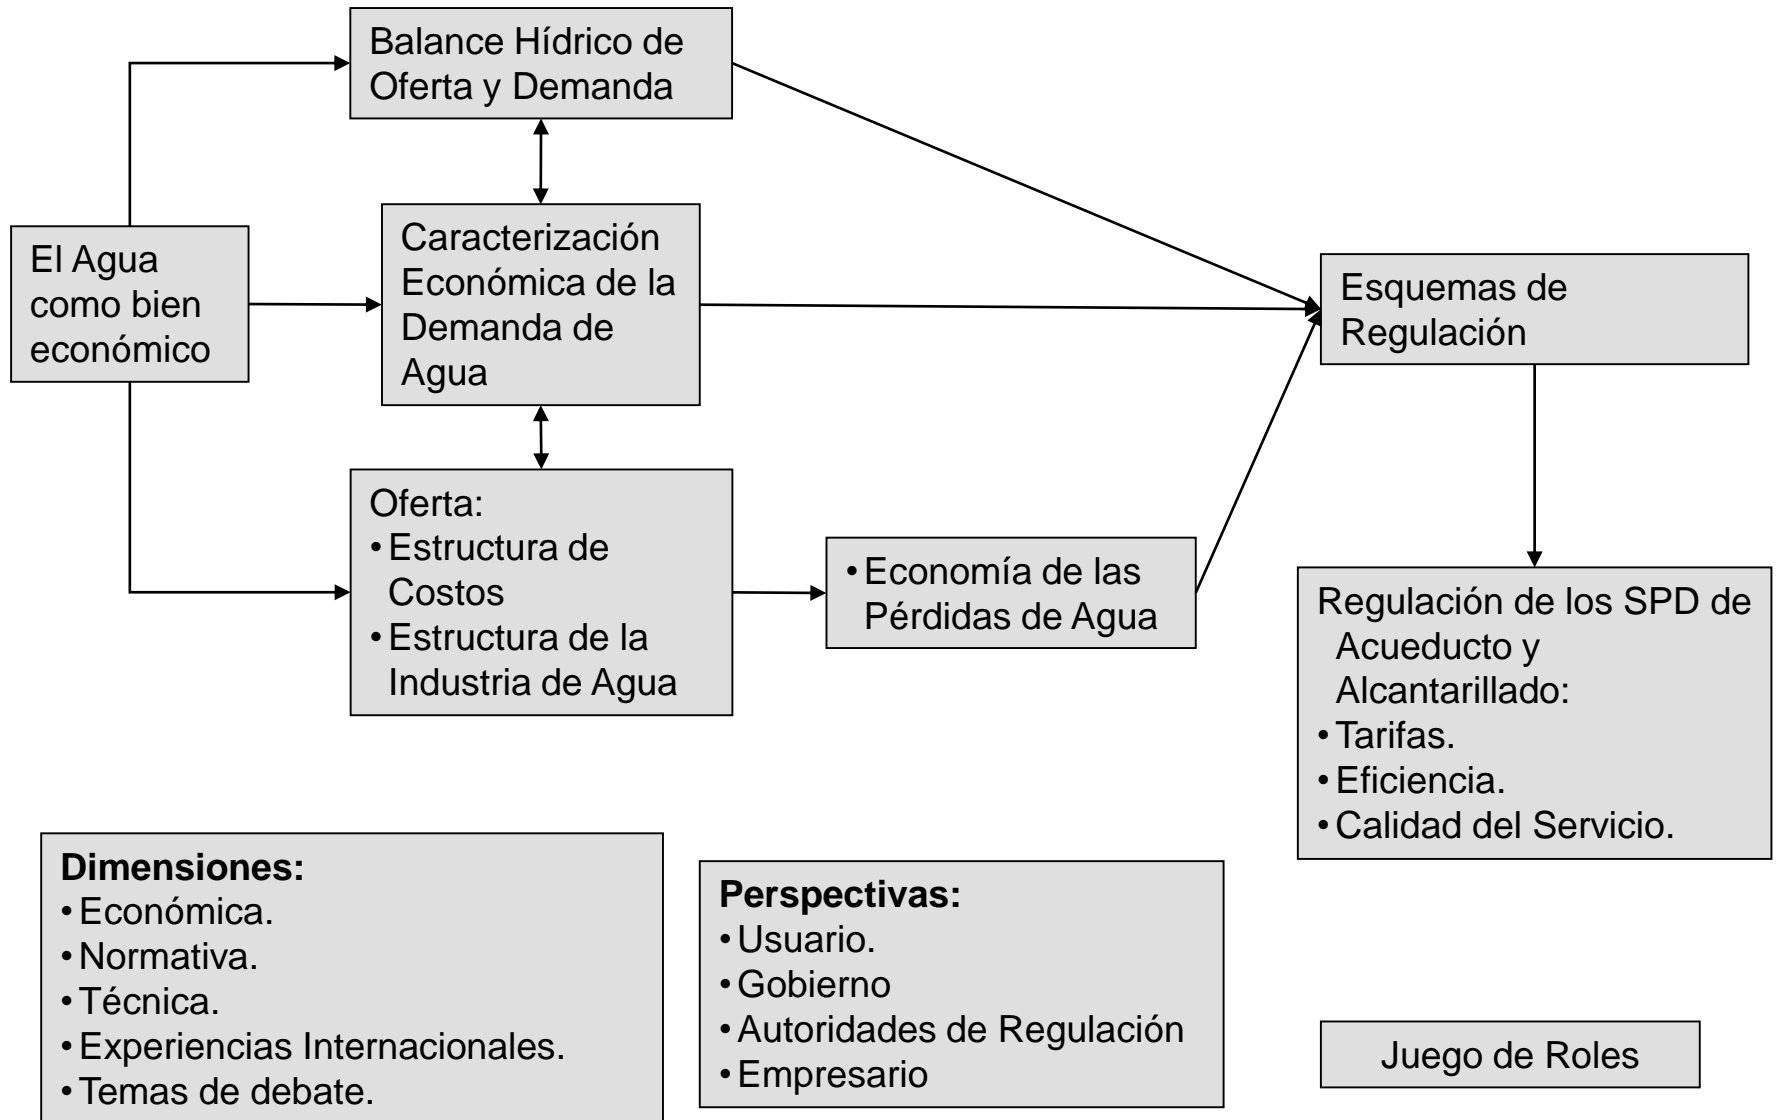 Balance Hídrico de
Oferta y Demanda
El Agua
como bien
económico
Caracterización
Económica de la
Demanda de
Agua
Esquemas de
Regulación
Oferta:
• Estructura de
Costos
• Estructura de la
Industria de Agua
• Economía de las
Pérdidas de Agua
Regulación de los SPD de
Acueducto y
Alcantarillado:
• Tarifas.
• Eficiencia.
• Calidad del Servicio.
Dimensiones:
• Económica.
• Normativa.
• Técnica.
• Experiencias Internacionales.
• Temas de debate.
Perspectivas:
• Usuario.
• Gobierno
• Autoridades de Regulación
• Empresario
Juego de Roles